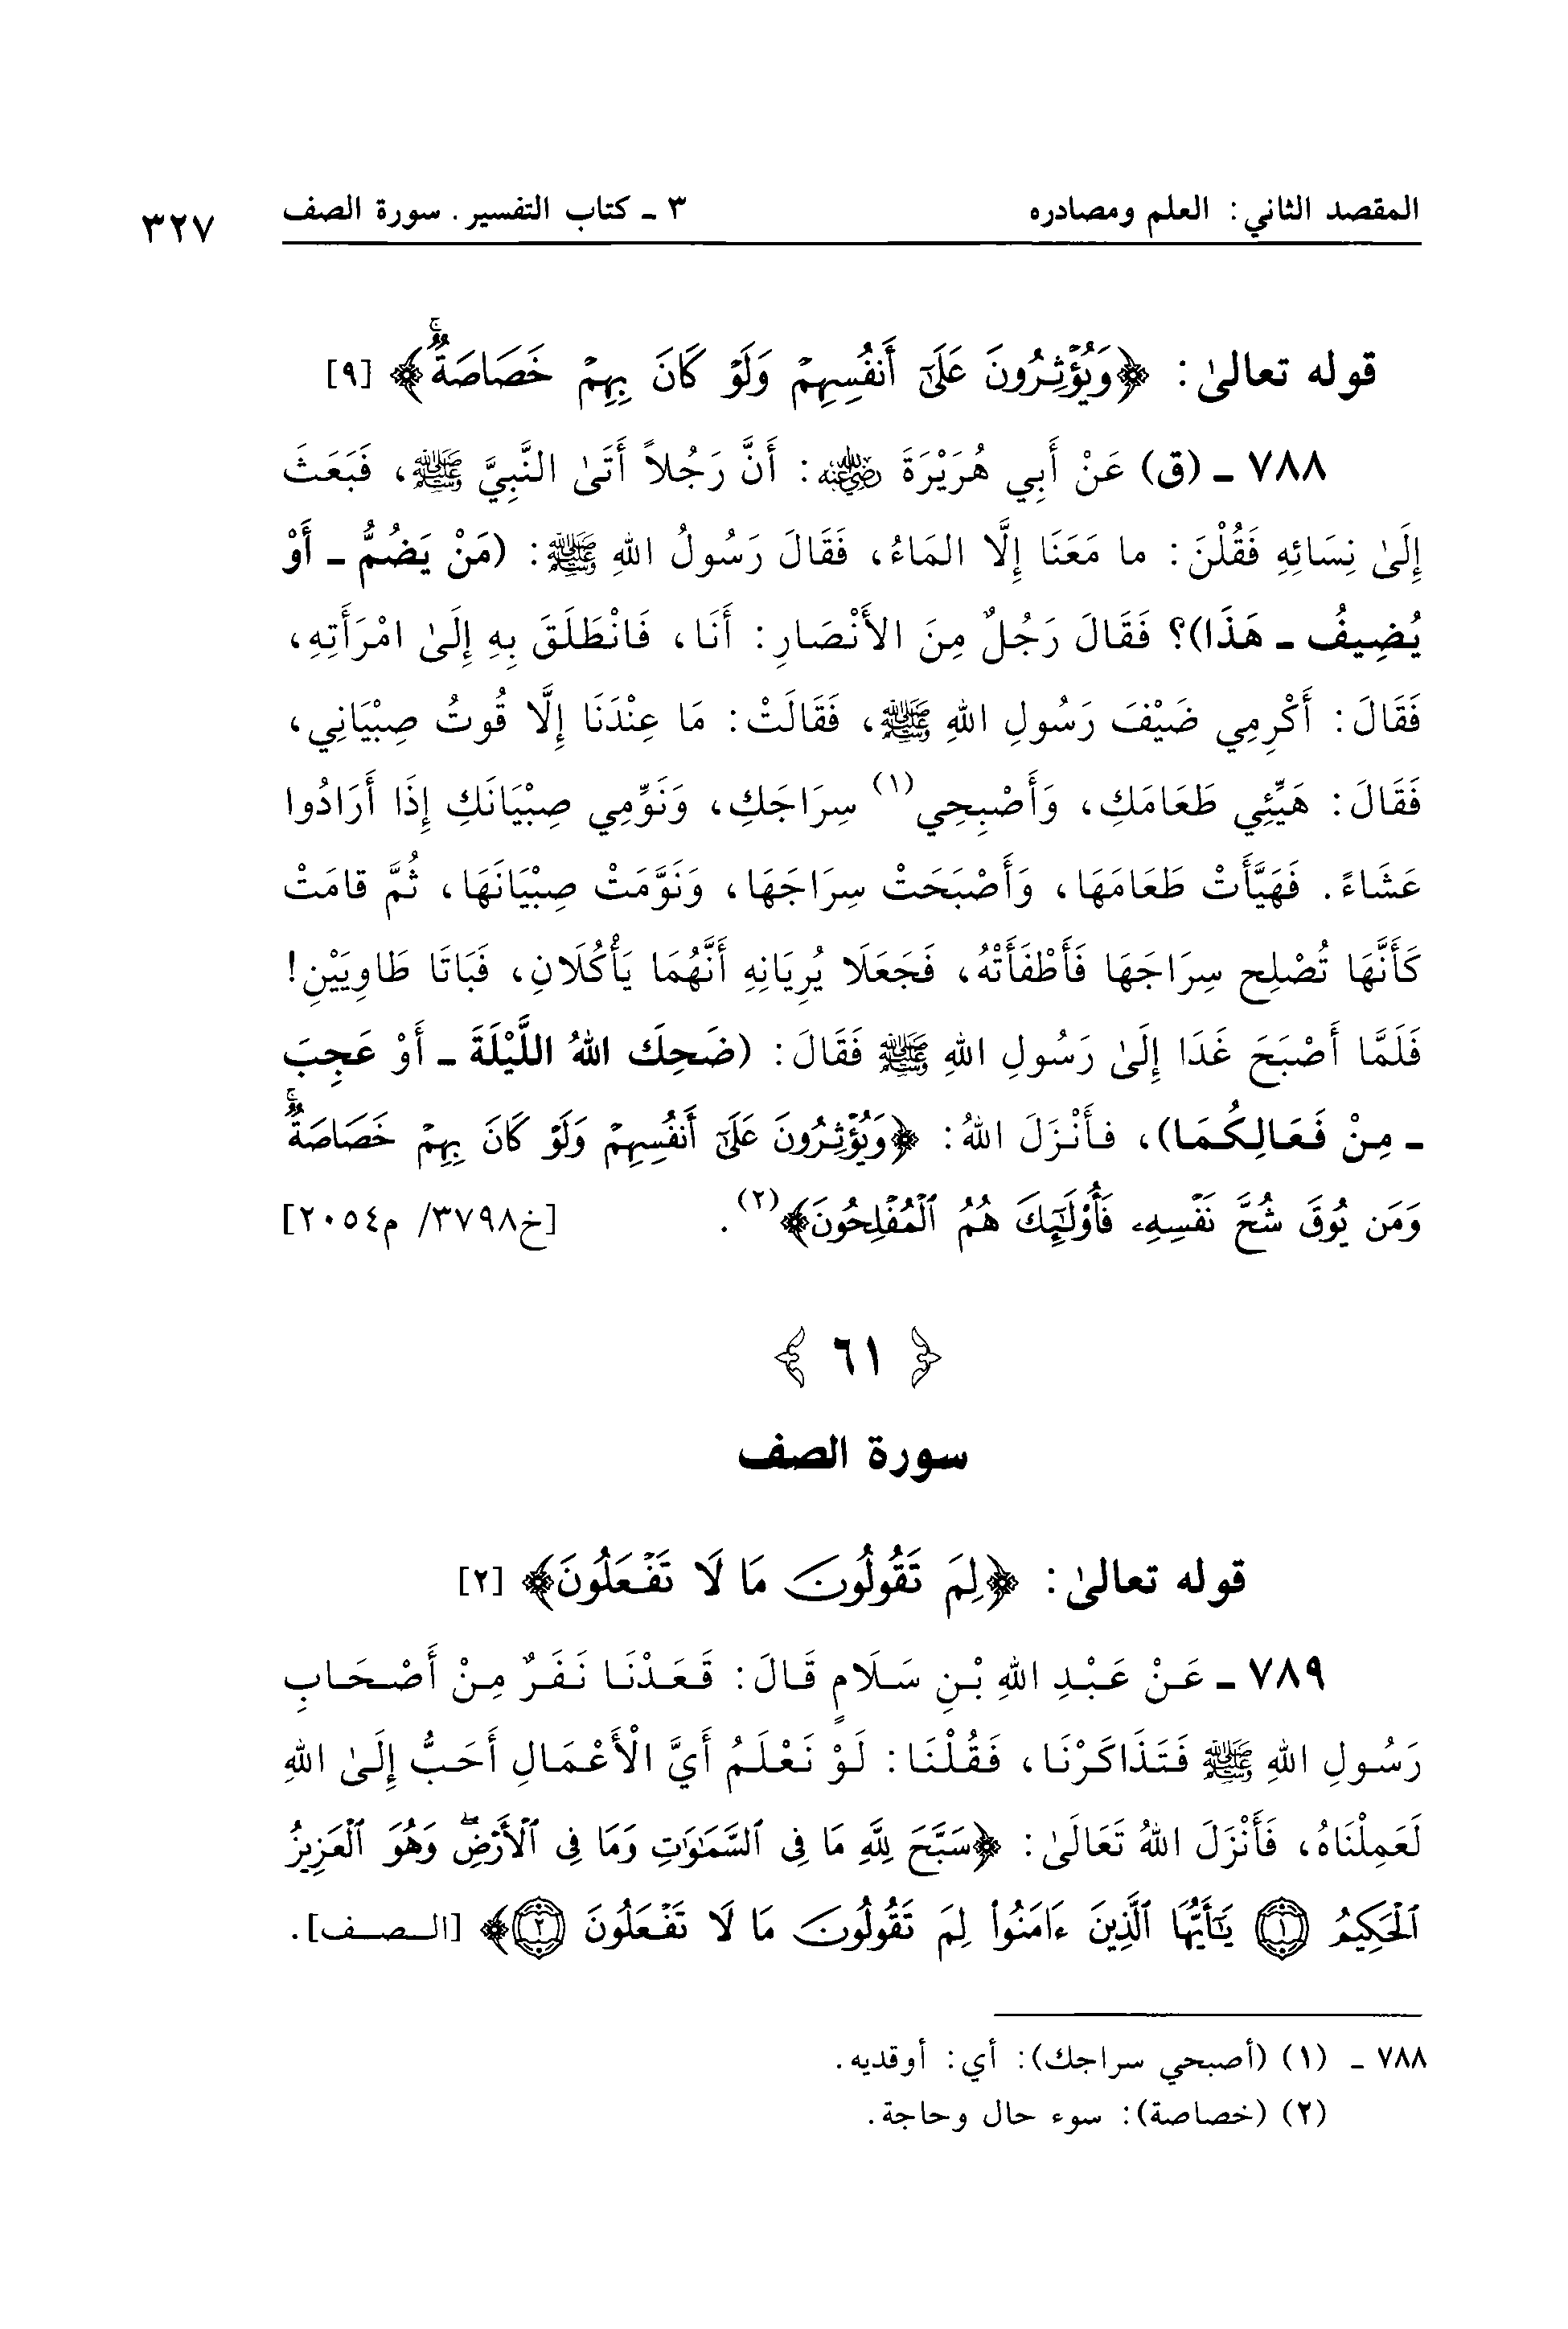 المقصد الثاني: العلم ومصادره ٣ ـ كتاب التفسير. سورة الصف ٣٢٧
قوله تعالىٰ: ﴿وَيُؤْثِرُونَ عَلَىٰٓ أَنفُسِهِمْ وَلَوْ كَانَ بِهِمْ خَصَاصَةٌۚ﴾ [٩]
٧٨٨ ـ (ق) عَنْ أَبِي هُرَيْرَةَ رضي الله عنه: أَنَّ رَجُلاً أَتَىٰ النَّبِيَّ ﷺ، فَبَعَثَ
إِلَىٰ نِسَائِهِ فَقُلْنَ: ما مَعَنَا إِلَّا المَاءُ، فَقَالَ رَسُولُ اللهِ ﷺ: (مَنْ يَضُمُّ ـ أَوْ
يُضِيفُ ـ هَذَا)؟ فَقَالَ رَجُلٌ مِنَ الأَنْصَارِ: أَنَا، فَانْطَلَقَ بِهِ إِلَىٰ امْرَأَتِهِ،
فَقَالَ: أَكْرِمِي ضَيْفَ رَسُولِ اللهِ ﷺ، فَقَالَتْ: مَا عِنْدَنَا إِلَّا قُوتُ صِبْيَانِي،
فَقَالَ: هَيِّئِي طَعَامَكِ، وَأَصْبِحِي(١) سِرَاجَكِ، وَنَوِّمِي صِبْيَانَكِ إِذَا أَرَادُوا
عَشَاءً. فَهَيَّأَتْ طَعَامَهَا، وَأَصْبَحَتْ سِرَاجَهَا، وَنَوَّمَتْ صِبْيَانَهَا، ثُمَّ قامَتْ
كَأَنَّهَا تُصْلِح سِرَاجَهَا فَأَطْفَأَتْهُ، فَجَعَلَا يُرِيَانِهِ أَنَّهُمَا يَأْكُلَانِ، فَبَاتَا طَاوِيَيْنِ!
فَلَمَّا أَصْبَحَ غَدَا إِلَىٰ رَسُولِ اللهِ ﷺ فَقَالَ: (ضَحِكَ اللهُ اللَّيْلَةَ ـ أَوْ عَجِبَ
ـ مِنْ فَعَالِكُمَا)، فأَنْزَلَ اللهُ: ﴿وَيُؤْثِرُونَ عَلَىٰٓ أَنفُسِهِمْ وَلَوْ كَانَ بِهِمْ خَصَاصَةٌۚ
وَمَن يُوقَ شُحَّ نَفْسِهِۦ فَأُوْلَـٰٓئِكَ هُمُ ٱلْمُفْلِحُونَ﴾(٢). [خ٣٧٩٨/ م٢٠٥٤]
﴿ ٦١ ﴾
سورة الصف
قوله تعالىٰ: ﴿لِمَ تَقُولُونَ مَا لَا تَفْعَلُونَ﴾ [٢]
٧٨٩ ـ عَنْ عَبْدِ اللهِ بْنِ سَلَامٍ قَالَ: قَعَدْنَا نَفَرٌ مِنْ أَصْحَابِ
رَسُولِ اللهِ ﷺ فَتَذَاكَرْنَا، فَقُلْنَا: لَوْ نَعْلَمُ أَيَّ الْأَعْمَالِ أَحَبُّ إِلَىٰ اللهِ
لَعَمِلْنَاهُ، فَأَنْزَلَ اللهُ تَعَالَىٰ: ﴿سَبَّحَ لِلَّهِ مَا فِى ٱلسَّمَٰوَٰتِ وَمَا فِى ٱلْأَرْضِۖ وَهُوَ ٱلْعَزِيزُ
ٱلْحَكِيمُ ١ يَٰٓأَيُّهَا ٱلَّذِينَ ءَامَنُوا۟ لِمَ تَقُولُونَ مَا لَا تَفْعَلُونَ ٢﴾ [الصف].
٧٨٨ ـ (١) (أصبحي سراجك): أي: أوقديه.
(٢) (خصاصة): سوء حال وحاجة.